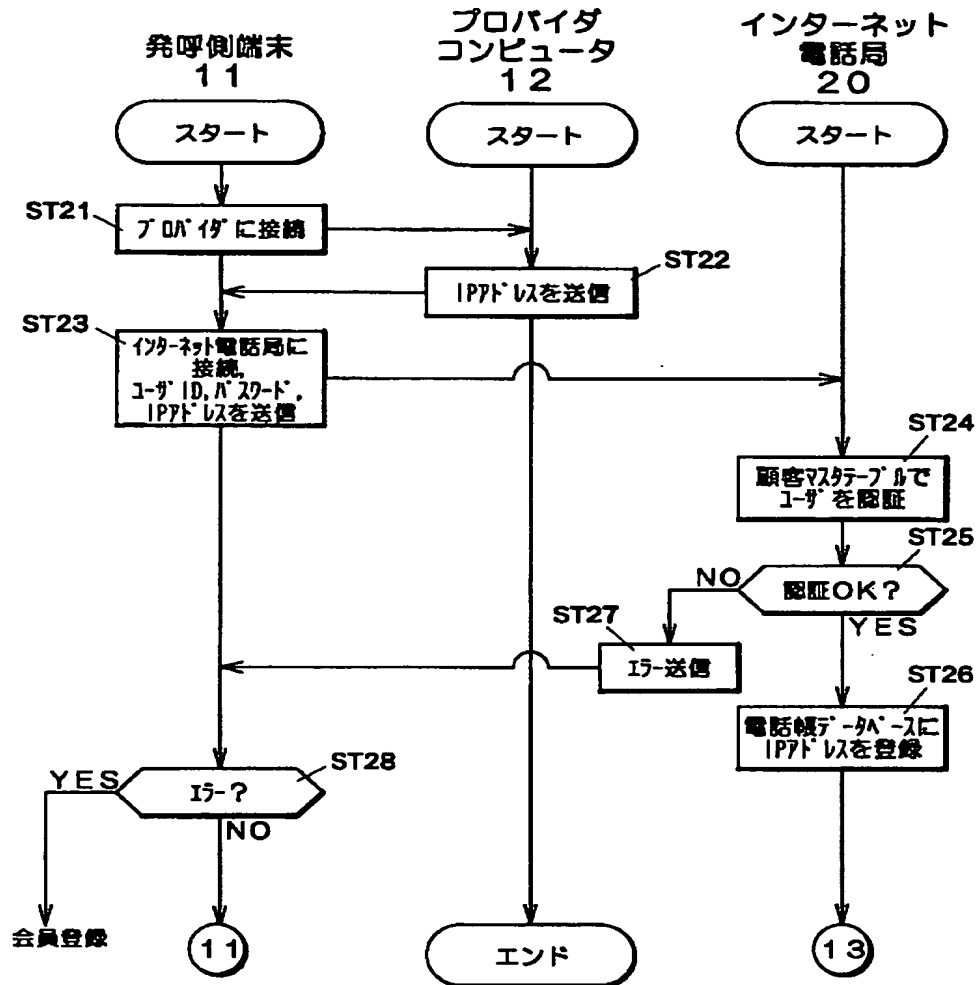 発呼側端末
11
プロバイダ
コンピュータ
12
インターネット
電話局
20
スタート
スタート
スタート
ST21
プロバイダに接続
ST22
IPアドレスを送信
ST23
インターネット電話局に
接続,
ユーザID,パスワード,
IPアドレスを送信
ST24
顧客マスタテーブルで
ユーザを認証
ST25
認証OK?
NO
YES
ST27
エラー送信
ST26
電話帳データベースに
IPアドレスを登録
ST28
エラー?
YES
NO
会員登録
11
エンド
13